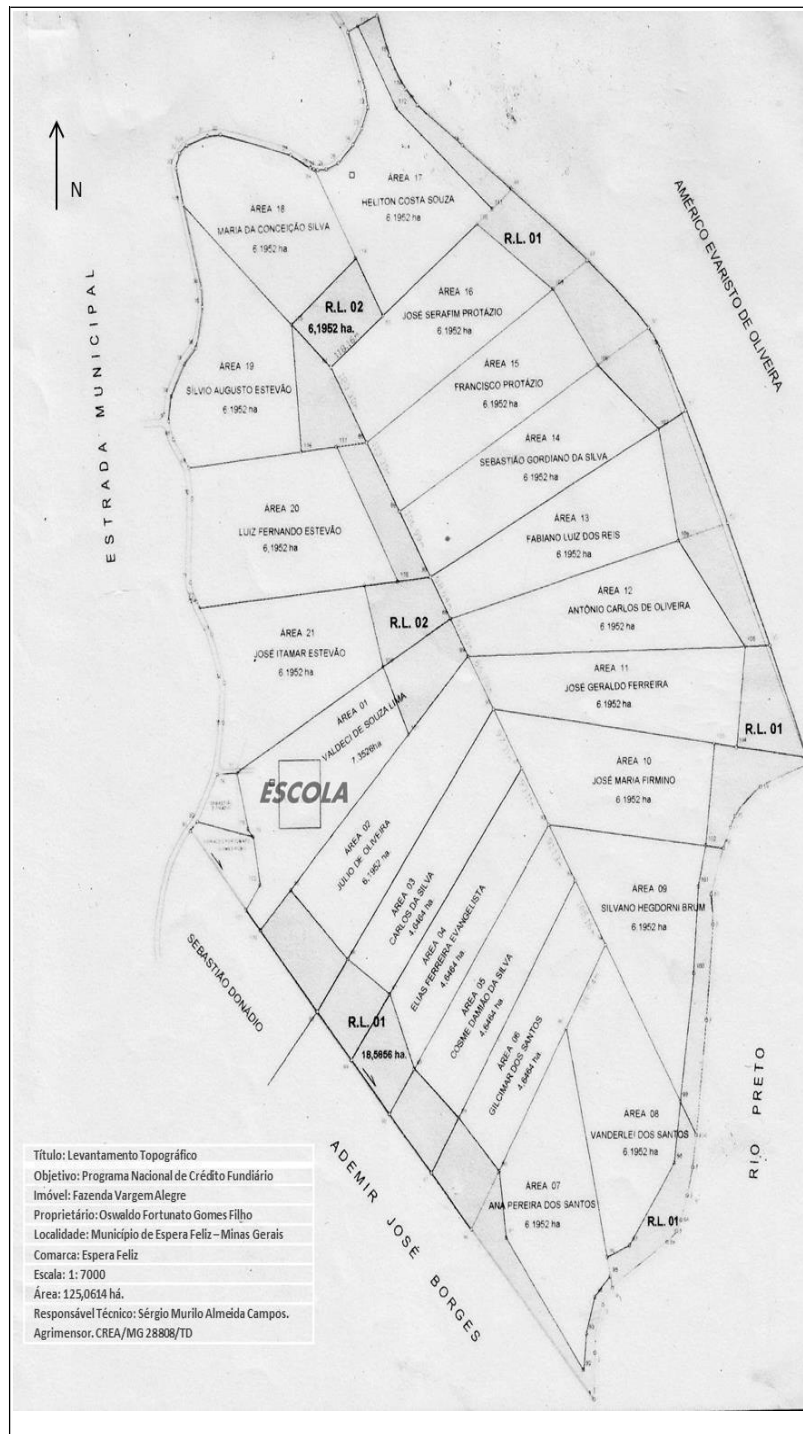 N
ESTRADA MUNICIPAL
AMÉRICO EVARISTO DE OLIVEIRA
ÁREA 17
HELITON COSTA SOUZA
6.1952 ha
ÁREA 18
MARIA DA CONCEIÇÃO SILVA
6.1952 ha
R.L. 01
R.L. 02
6,1952 ha.
ÁREA 16
JOSÉ SERAFIM PROTÁZIO
6.1952 ha
ÁREA 19
SÍLVIO AUGUSTO ESTEVÃO
6.1952 ha
ÁREA 15
FRANCISCO PROTÁZIO
6.1952 ha
ÁREA 14
SEBASTIÃO GORDIANO DA SILVA
6.1952 ha
ÁREA 20
LUIZ FERNANDO ESTEVÃO
6,1952 ha
ÁREA 13
FABIANO LUIZ DOS REIS
6.1952 ha
ÁREA 12
ANTÔNIO CARLOS DE OLIVEIRA
6.1952 ha
R.L. 02
ÁREA 21
JOSÉ ITAMAR ESTEVÃO
6.1952 ha
ÁREA 11
JOSÉ GERALDO FERREIRA
6.1952 ha
R.L. 01
ÁREA 01
VALDECI DE SOUZA LIMA
7.3526ha
ÁREA 10
JOSÉ MARIA FIRMINO
6.1952 ha
ESCOLA
ÁREA 02
JULIO DE OLIVEIRA
6.1952 ha
ÁREA 03
CARLOS DA SILVA
4,6464 ha
ÁREA 04
ELIAS FERREIRA EVANGELISTA
4,6464 ha
ÁREA 05
COSME DAMIÃO DA SILVA
4,6464 ha
ÁREA 06
GILCIMAR DOS SANTOS
4,6464 ha
ÁREA 09
SILVANO HEGDORNI BRUM
6.1952 ha
SEBASTIÃO DONÁDIO
R.L. 01
18,5856 ha.
ÁREA 08
VANDERLEI DOS SANTOS
6.1952 ha
ÁREA 07
ANA PEREIRA DOS SANTOS
6.1952 ha
R.L. 01
RIO PRETO
ADEMIR JOSÉ BORGES
Título: Levantamento Topográfico
Objetivo: Programa Nacional de Crédito Fundiário
Imóvel: Fazenda Vargem Alegre
Proprietário: Oswaldo Fortunato Gomes Filho
Localidade: Município de Espera Feliz – Minas Gerais
Comarca: Espera Feliz
Escala: 1: 7000
Área: 125,0614 há.
Responsável Técnico: Sérgio Murilo Almeida Campos.
Agrimensor. CREA/MG 28808/TD